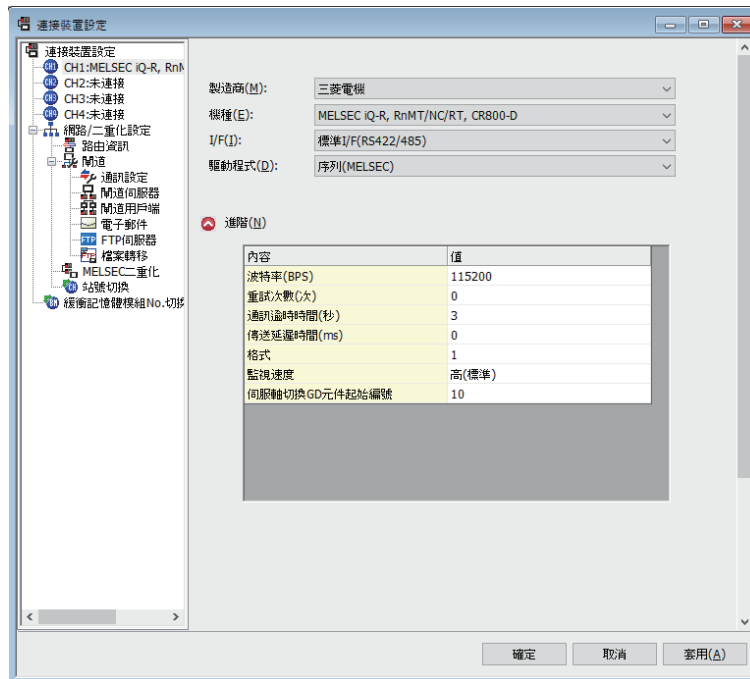 連接裝置設定
連接裝置設定
CH1:MELSEC iQ-R, Rn
CH2:未連接
CH3:未連接
CH4:未連接
網路/二重化設定
路由資訊
閘道
通訊設定
閘道伺服器
閘道用戶端
電子郵件
FTP伺服器
檔案轉移
MELSEC二重化
站號切換
緩衝記憶體模組No.切換
製造商(M):
三菱電機
機種(E):
MELSEC iQ-R, RnMT/NC/RT, CR800-D
I/F(I):
標準I/F(RS422/485)
驅動程式(D):
序列(MELSEC)
進階(N)
內容 值
波特率(BPS) 115200
重試次數(次) 0
通訊逾時時間(秒) 3
傳送延遲時間(ms) 0
格式 1
監視速度 高(標準)
伺服軸切換GD元件起始編號 10
確定 取消 套用(A)